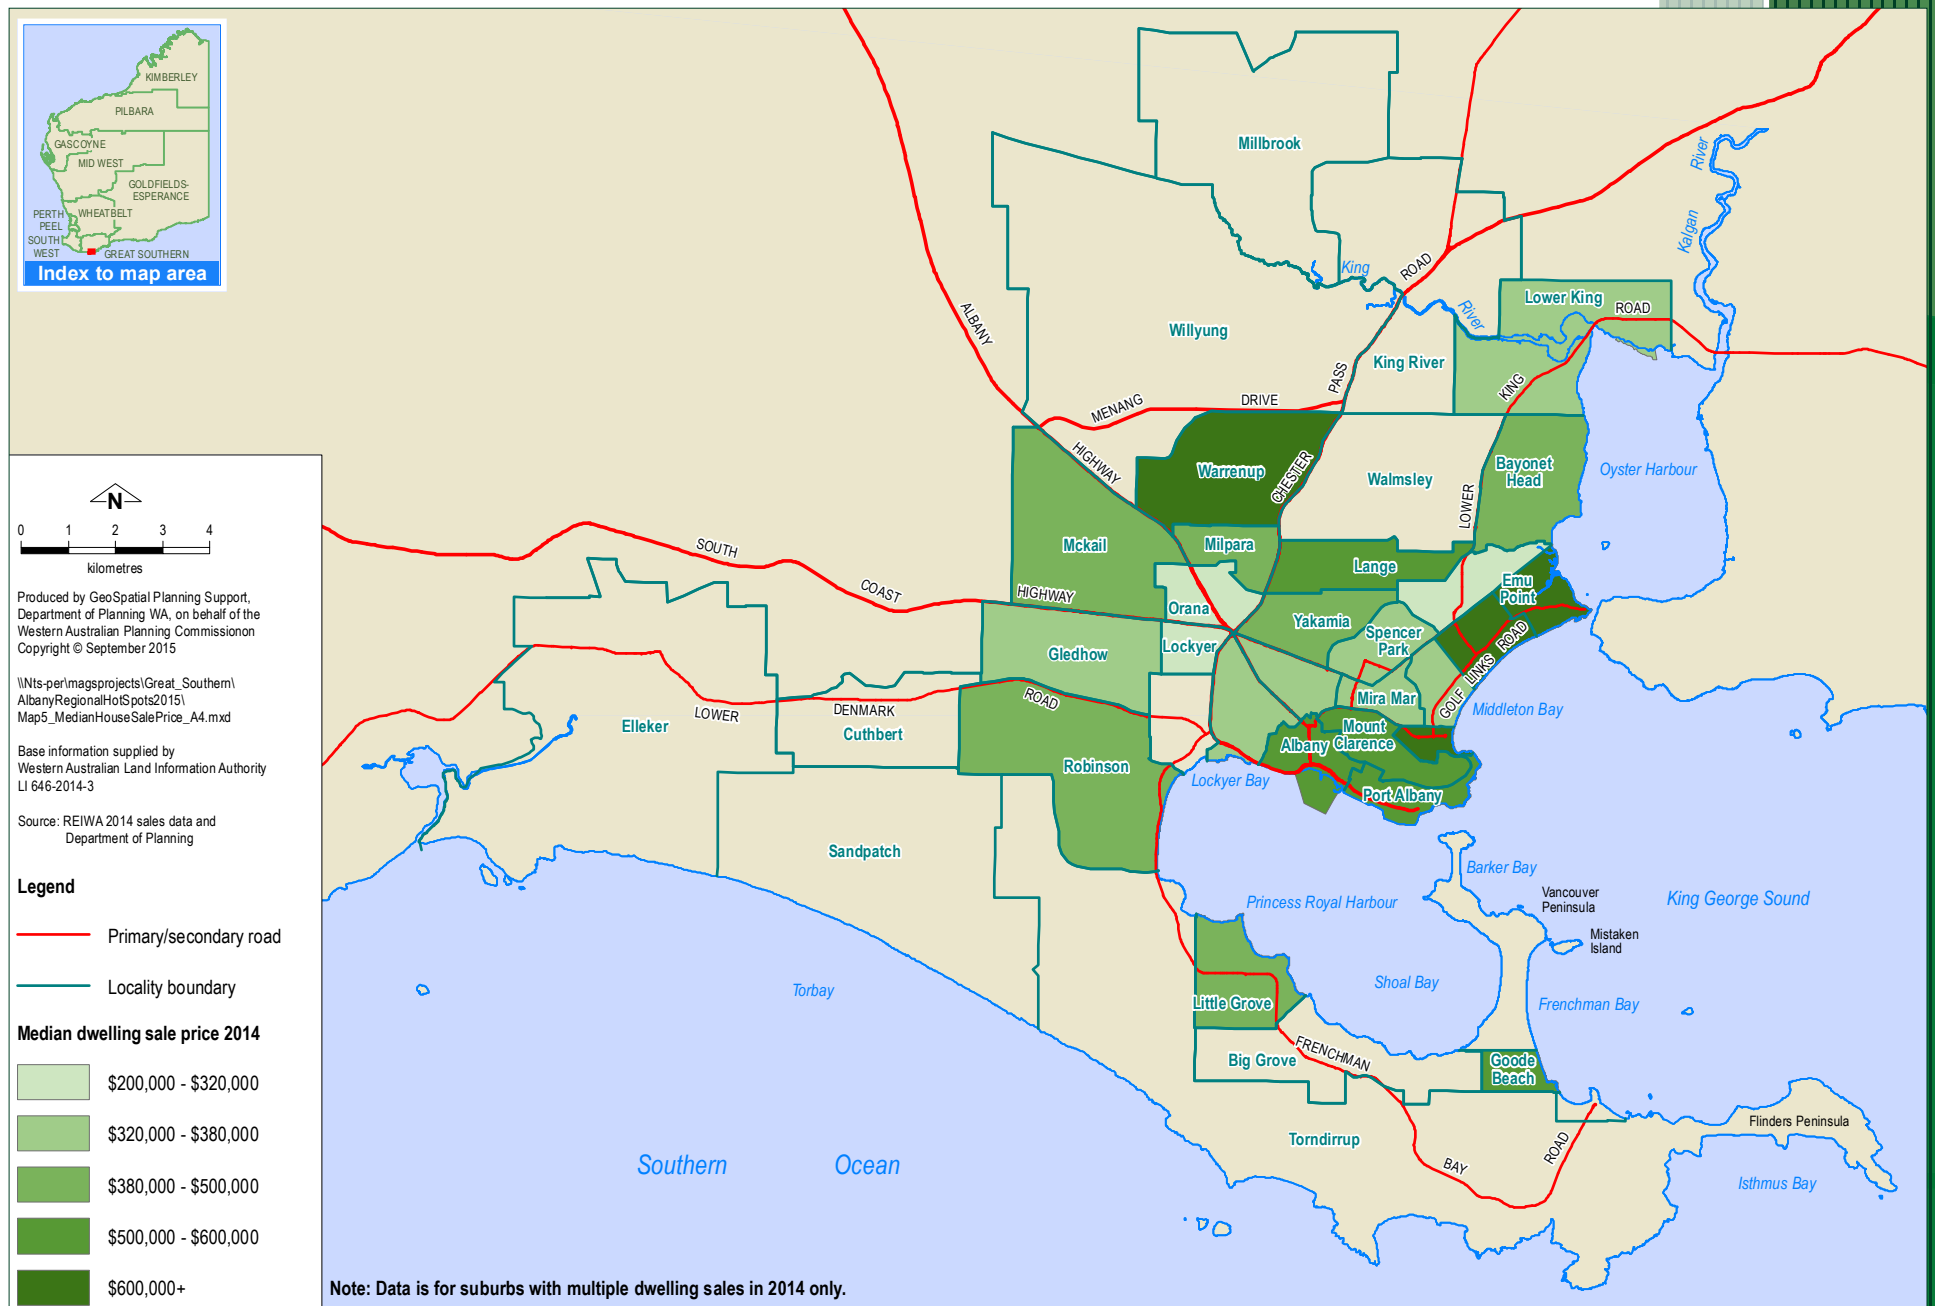 KIMBERLEY
PILBARA
GASCOYNE
MID WEST
GOLDFIELDS-
ESPERANCE
PERTH
PEEL
WHEATBELT
SOUTH
WEST
GREAT SOUTHERN
Index to map area
N
0 1 2 3 4
kilometres
Produced by GeoSpatial Planning Support,
Department of Planning WA, on behalf of the
Western Australian Planning Commissionon
Copyright © September 2015
\\Nts-per\magsprojects\Great_Southern\
AlbanyRegionalHotSpots2015\
Map5_MedianHouseSalePrice_A4.mxd
Base information supplied by
Western Australian Land Information Authority
LI 646-2014-3
Source: REIWA 2014 sales data and
Department of Planning
Legend
Primary/secondary road
Locality boundary
Median dwelling sale price 2014
$200,000 - $320,000
$320,000 - $380,000
$380,000 - $500,000
$500,000 - $600,000
$600,000+
Note: Data is for suburbs with multiple dwelling sales in 2014 only.
Millbrook
River
Kalgan
King
ROAD
River
Lower King
ROAD
ALBANY
Willyung
King River
PASS
KING
MENANG
DRIVE
HIGHWAY
Warrenup
CHESTER
Walmsley
LOWER
Bayonet
Head
Oyster Harbour
SOUTH
COAST
HIGHWAY
Mckail
Milpara
Lange
Emu
Point
Orana
Yakamia
Spencer
Park
Lockyer
Gledhow
ROAD
LINKS
GOLF
Mira Mar
Middleton Bay
ROAD
LOWER
DENMARK
Elleker
Cuthbert
Mount
Clarence
Albany
Robinson
Lockyer Bay
Port Albany
Sandpatch
Barker Bay
Vancouver
Peninsula
Princess Royal Harbour
King George Sound
Mistaken
Island
Torbay
Shoal Bay
Little Grove
Frenchman Bay
FRENCHMAN
Big Grove
Goode
Beach
Flinders Peninsula
Torndirrup
BAY
ROAD
Southern Ocean
Isthmus Bay